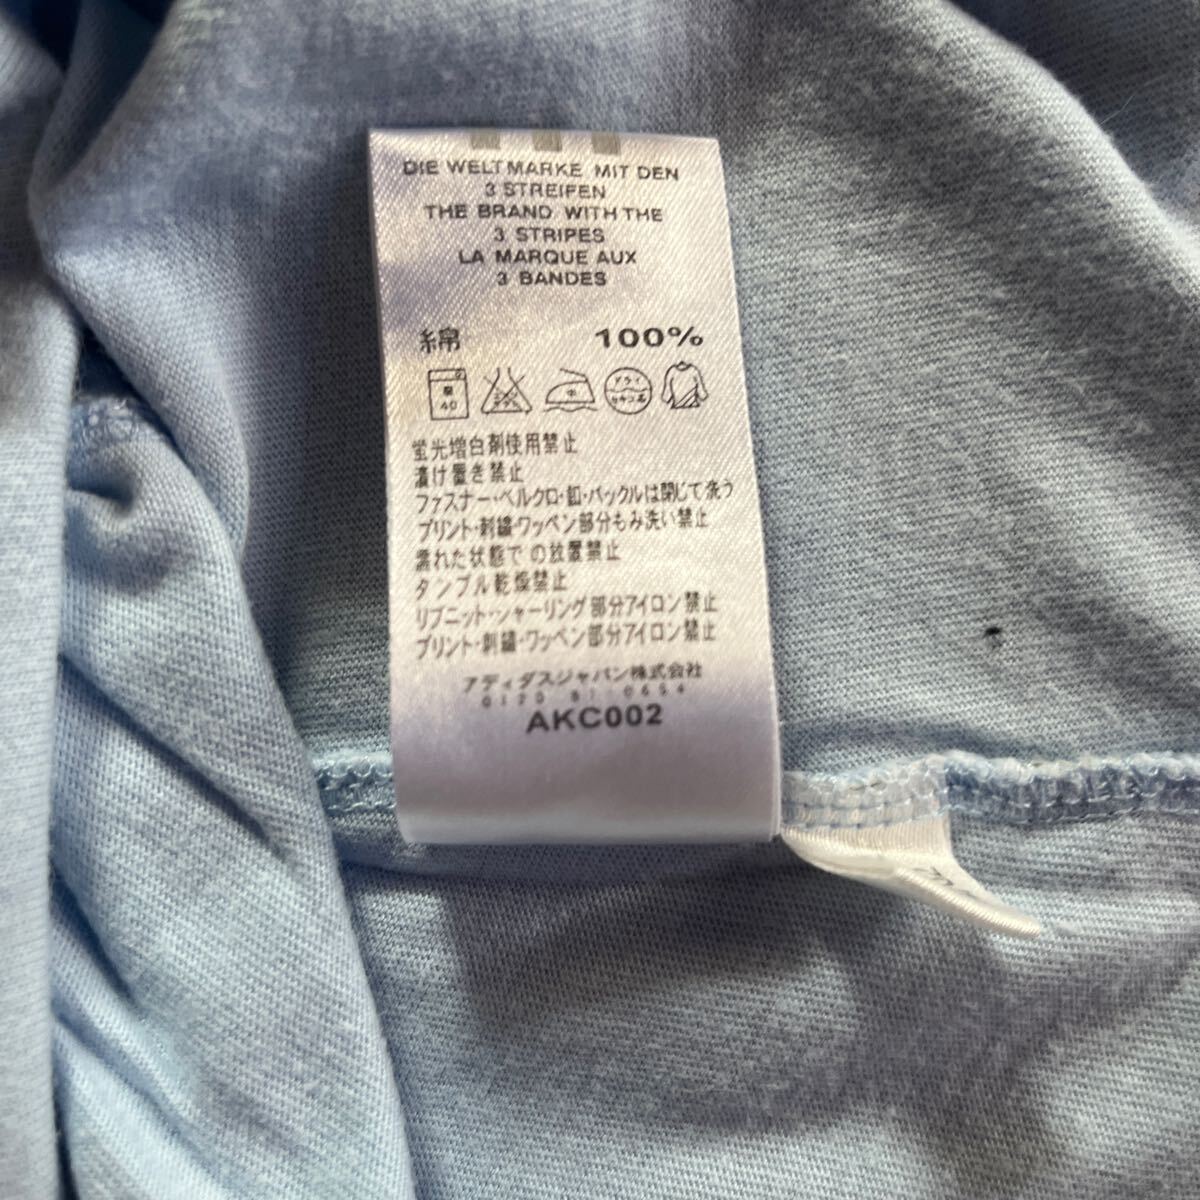 DIE WELTMARKE MIT DEN
3 STREIFEN
THE BRAND WITH THE
3 STRIPES
LA MARQUE AUX
3 BANDES
綿 100%
40 中
蛍光増白剤使用禁止
漬け置き禁止
ファスナー・ベルクロ・釦・バックルは閉じて洗う
プリント・刺繍・ワッペン部分もみ洗い禁止
濡れた状態での放置禁止
タンブル乾燥禁止
リブニット・シャーリング部分アイロン禁止
プリント・刺繍・ワッペン部分アイロン禁止
アディダスジャパン株式会社
0120 81 0654
AKC002